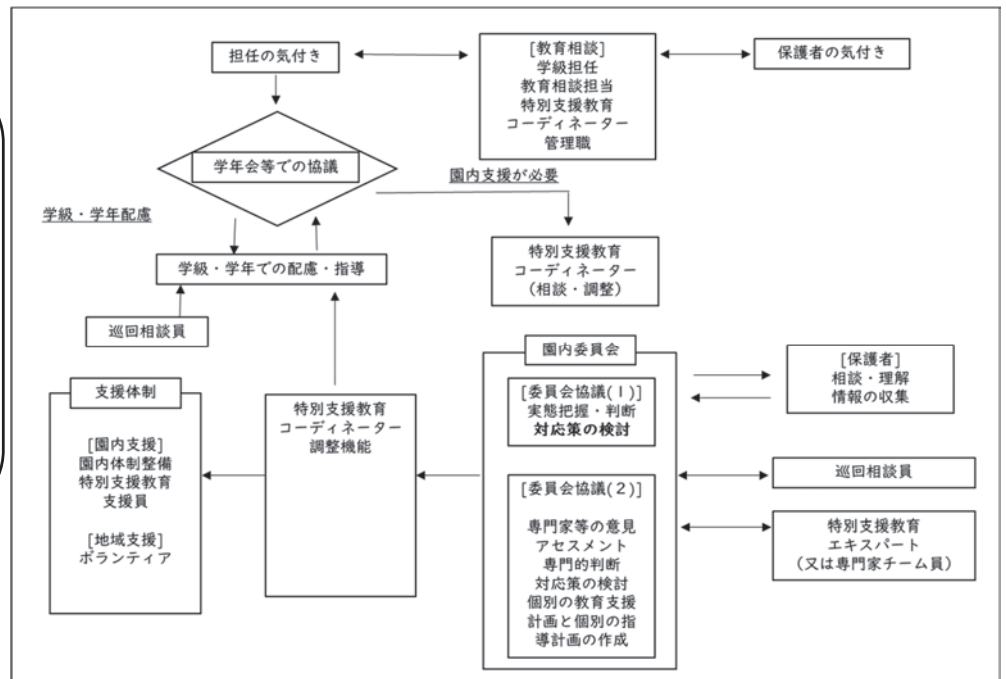 担任の気付き
[教育相談]
学級担任
教育相談担当
特別支援教育
コーディネーター
管理職
保護者の気付き
学年会等での協議
園内支援が必要
学級・学年配慮
学級・学年での配慮・指導
特別支援教育
コーディネーター
(相談・調整)
巡回相談員
園内委員会
[委員会協議(1)]
実態把握・判断
対応策の検討
[保護者]
相談・理解
情報の収集
支援体制
[園内支援]
園内体制整備
特別支援教育
支援員
[地域支援]
ボランティア
特別支援教育
コーディネーター
調整機能
[委員会協議(2)]
専門家等の意見
アセスメント
専門的判断
対応策の検討
個別の教育支援
計画と個別の指
導計画の作成
巡回相談員
特別支援教育
エキスパート
(又は専門家チーム員)